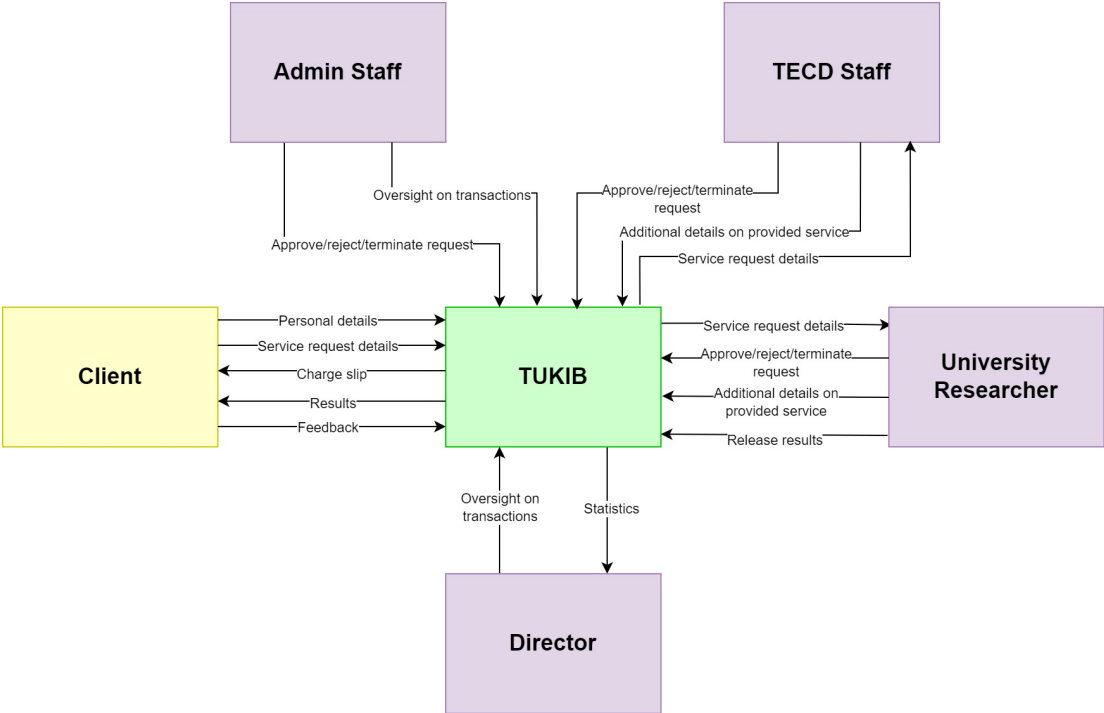 Admin Staff
TECD Staff
Oversight on transactions
Approve/reject/terminate
request
Additional details on provided service
Approve/reject/terminate request
Service request details
Client
Personal details
Service request details
Charge slip
Results
Feedback
TUKIB
Service request details
Approve/reject/terminate
request
Additional details on
provided service
Release results
University
Researcher
Oversight on
transactions
Statistics
Director